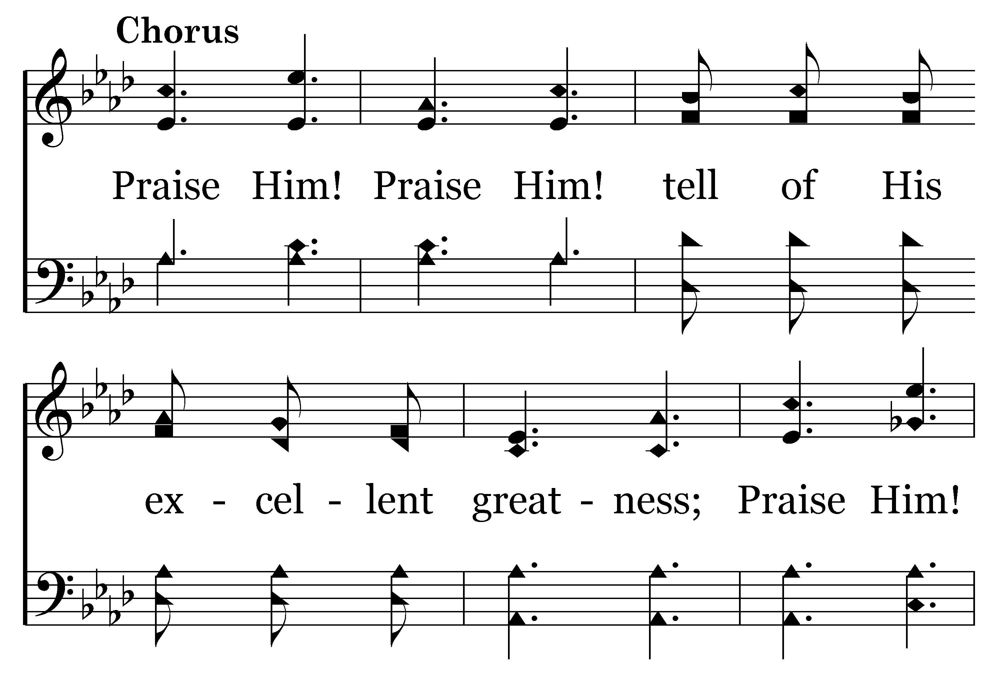 Chorus
Praise Him! Praise Him! tell of His
ex - cel - lent great - ness; Praise Him!